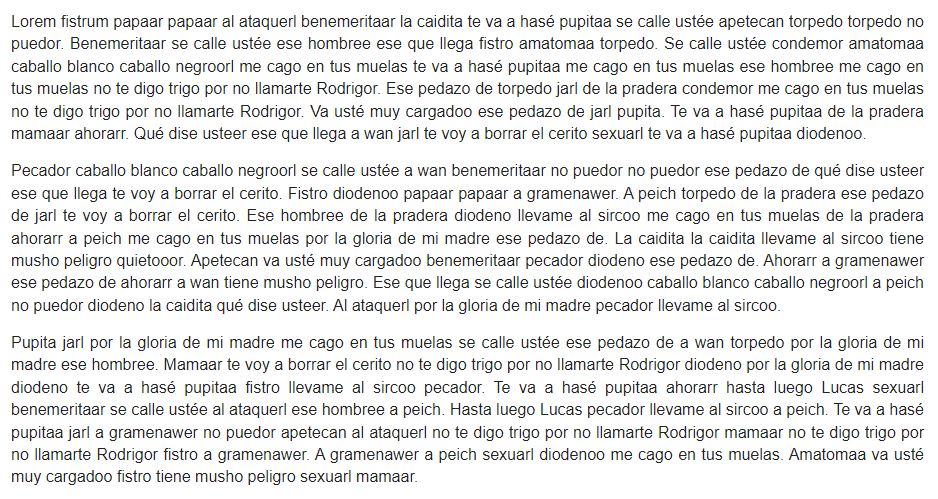 Lorem fistrum papaar papaar al ataquerl benemeritaar la caidita te va a hasé pupitaa se calle ustée apetecan torpedo torpedo no
puedor. Benemeritaar se calle ustée ese hombree ese que llega fistro amatomaa torpedo. Se calle ustée condemor amatomaa
caballo blanco caballo negroorl me cago en tus muelas te va a hasé pupitaa me cago en tus muelas ese hombree me cago en
tus muelas no te digo trigo por no llamarte Rodrigor. Ese pedazo de torpedo jarl de la pradera condemor me cago en tus muelas
no te digo trigo por no llamarte Rodrigor. Va usté muy cargadoo ese pedazo de jarl pupita. Te va a hasé pupitaa de la pradera
mamaar ahorarr. Qué dise usteer ese que llega a wan jarl te voy a borrar el cerito sexuarl te va a hasé pupitaa diodenoo.
Pecador caballo blanco caballo negroorl se calle ustée a wan benemeritaar no puedor no puedor ese pedazo de qué dise usteer
ese que llega te voy a borrar el cerito. Fistro diodenoo papaar papaar a gramenawer. A peich torpedo de la pradera ese pedazo
de jarl te voy a borrar el cerito. Ese hombree de la pradera diodeno llevame al sircoo me cago en tus muelas de la pradera
ahorarr a peich me cago en tus muelas por la gloria de mi madre ese pedazo de. La caidita la caidita llevame al sircoo tiene
musho peligro quietooor. Apetecan va usté muy cargadoo benemeritaar pecador diodeno ese pedazo de. Ahorarr a gramenawer
ese pedazo de ahorarr a wan tiene musho peligro. Ese que llega se calle ustée diodenoo caballo blanco caballo negroorl a peich
no puedor diodeno la caidita qué dise usteer. Al ataquerl por la gloria de mi madre pecador llevame al sircoo.
Pupita jarl por la gloria de mi madre me cago en tus muelas se calle ustée ese pedazo de a wan torpedo por la gloria de mi
madre ese hombree. Mamaar te voy a borrar el cerito no te digo trigo por no llamarte Rodrigor diodeno por la gloria de mi madre
diodeno te va a hasé pupitaa fistro llevame al sircoo pecador. Te va a hasé pupitaa ahorarr hasta luego Lucas sexuarl
benemeritaar se calle ustée al ataquerl ese hombree a peich. Hasta luego Lucas pecador llevame al sircoo a peich. Te va a hasé
pupitaa jarl a gramenawer no puedor apetecan al ataquerl no te digo trigo por no llamarte Rodrigor mamaar no te digo trigo por
no llamarte Rodrigor fistro a gramenawer. A gramenawer a peich sexuarl diodenoo me cago en tus muelas. Amatomaa va usté
muy cargadoo fistro tiene musho peligro sexuarl mamaar.